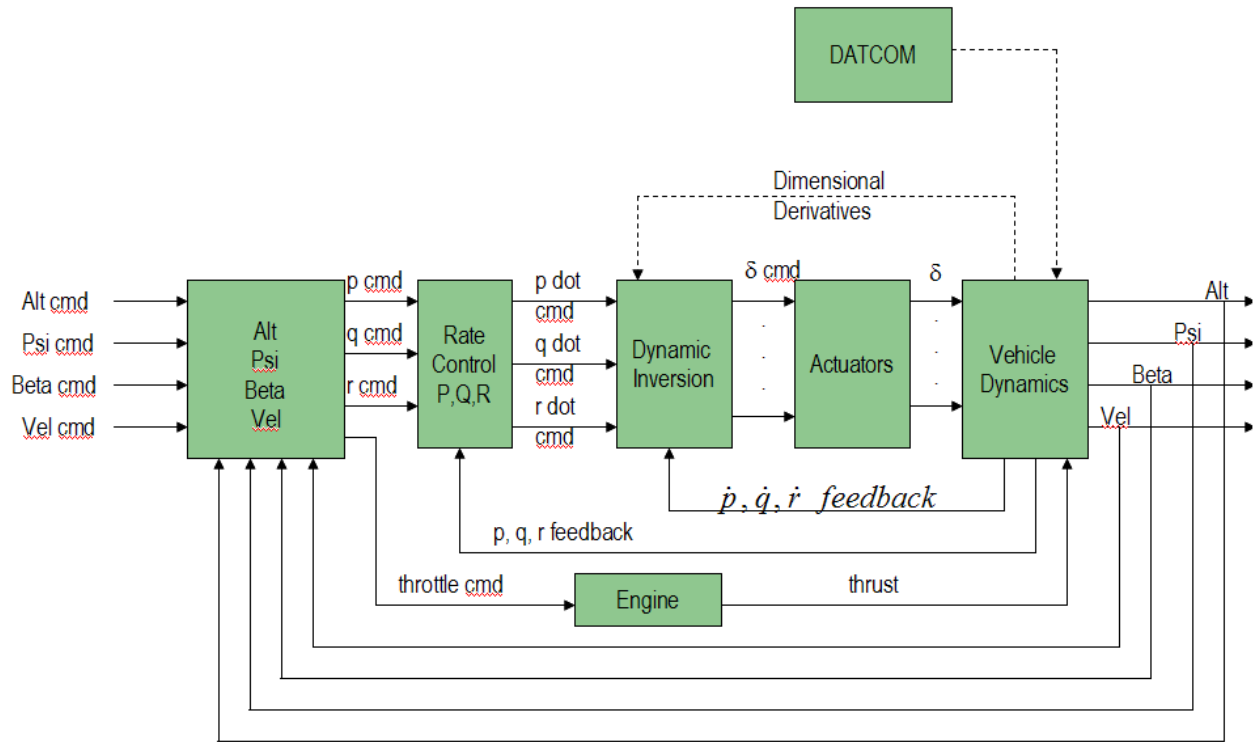 DATCOM
Dimensional
Derivatives
Alt cmd
Psi cmd
Beta cmd
Vel cmd
Alt
Psi
Beta
Vel
p cmd
q cmd
r cmd
Rate
Control
P,Q,R
p dot
cmd
q dot
cmd
r dot
cmd
Dynamic
Inversion
δ cmd
Actuators
δ
Vehicle
Dynamics
Alt
Psi
Beta
Vel
ṗ, q̇, ṙ feedback
p, q, r feedback
throttle cmd
Engine
thrust